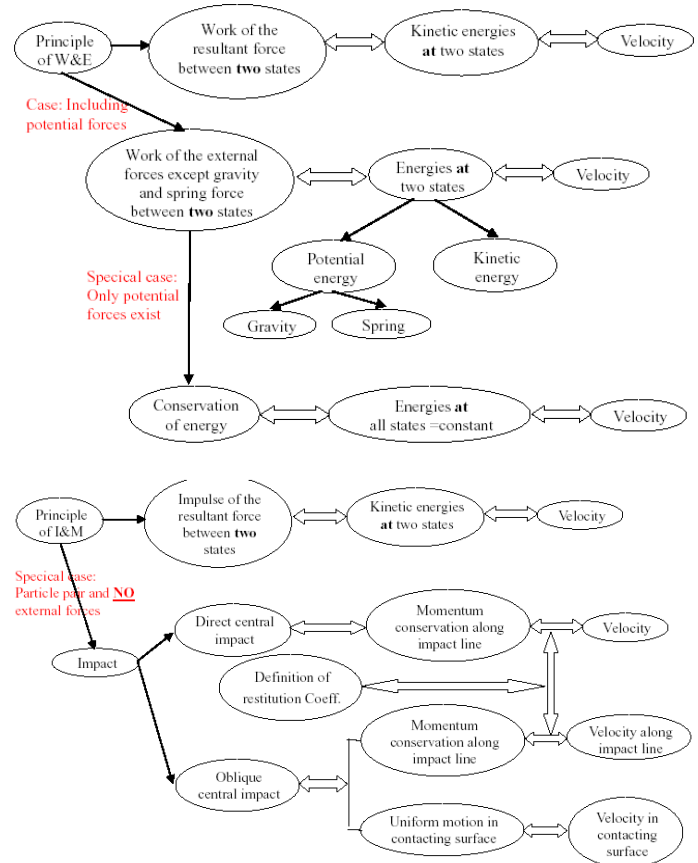 Principle
of W&E
Work of the
resultant force
between two states
Kinetic energies
at two states
Velocity
Case: Including
potential forces
Work of the external
forces except gravity
and spring force
between two states
Energies at
two states
Velocity
Potential
energy
Kinetic
energy
Specical case:
Only potential
forces exist
Gravity
Spring
Conservation
of energy
Energies at
all states =constant
Velocity
Principle
of I&M
Impulse of the
resultant force
between two
states
Kinetic energies
at two states
Velocity
Specical case:
Particle pair and NO
external forces
Impact
Direct central
impact
Momentum
conservation along
impact line
Velocity
Definition of
restitution Coeff.
Oblique
central impact
Momentum
conservation along
impact line
Velocity along
impact line
Uniform motion in
contacting surface
Velocity in
contacting
surface